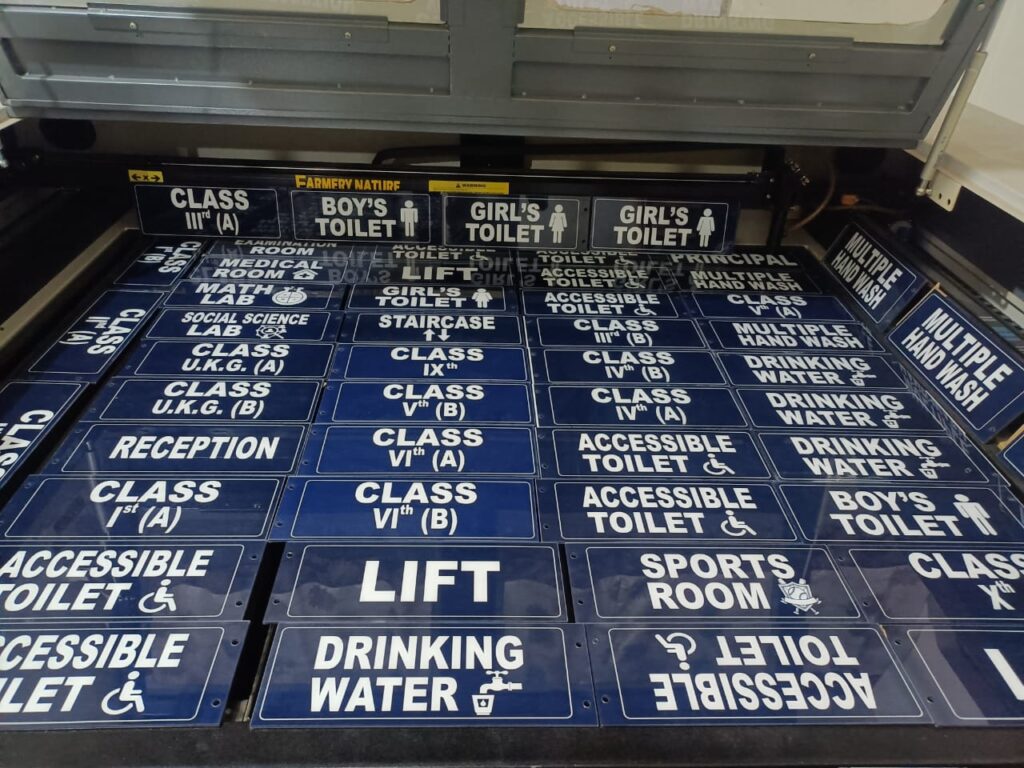 FARMERY NATURE
WARNING
CLASS
IIIrd (A)
BOY'S
TOILET
GIRL'S
TOILET
GIRL'S
TOILET
CLASS
(B)
EXAMINATION
ROOM
ACCESSIBLE
TOILET
PRINCIPAL
MULTIPLE
HAND WASH
MEDICAL
ROOM
LIFT
ACCESSIBLE
TOILET
MULTIPLE
HAND WASH
MATH
LAB
GIRL'S
TOILET
ACCESSIBLE
TOILET
CLASS
Vth (A)
CLASS
Ist (A)
SOCIAL SCIENCE
LAB
STAIRCASE
CLASS
IIIrd (B)
MULTIPLE
HAND WASH
MULTIPLE
HAND WASH
CLASS
U.K.G. (A)
CLASS
IXth
CLASS
IVth (B)
DRINKING
WATER
CLASS
U.K.G. (B)
CLASS
Vth (B)
CLASS
IVth (A)
DRINKING
WATER
RECEPTION
CLASS
VIth (A)
ACCESSIBLE
TOILET
DRINKING
WATER
CLASS
Ist (A)
CLASS
VIth (B)
ACCESSIBLE
TOILET
BOY'S
TOILET
ACCESSIBLE
TOILET
LIFT
SPORTS
ROOM
CLASS
Xth
CCESSIBLE
ILET
DRINKING
WATER
ACCESSIBLE
TOILET
L